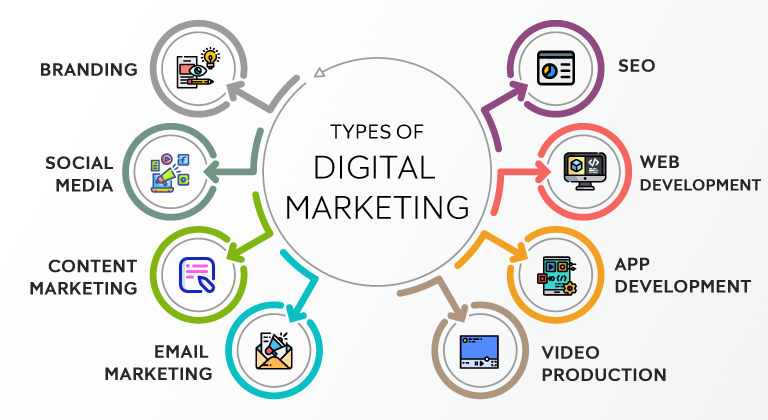 TYPES OF
DIGITAL
MARKETING
BRANDING
SOCIAL
MEDIA
CONTENT
MARKETING
EMAIL
MARKETING
SEO
WEB
DEVELOPMENT
APP
DEVELOPMENT
VIDEO
PRODUCTION